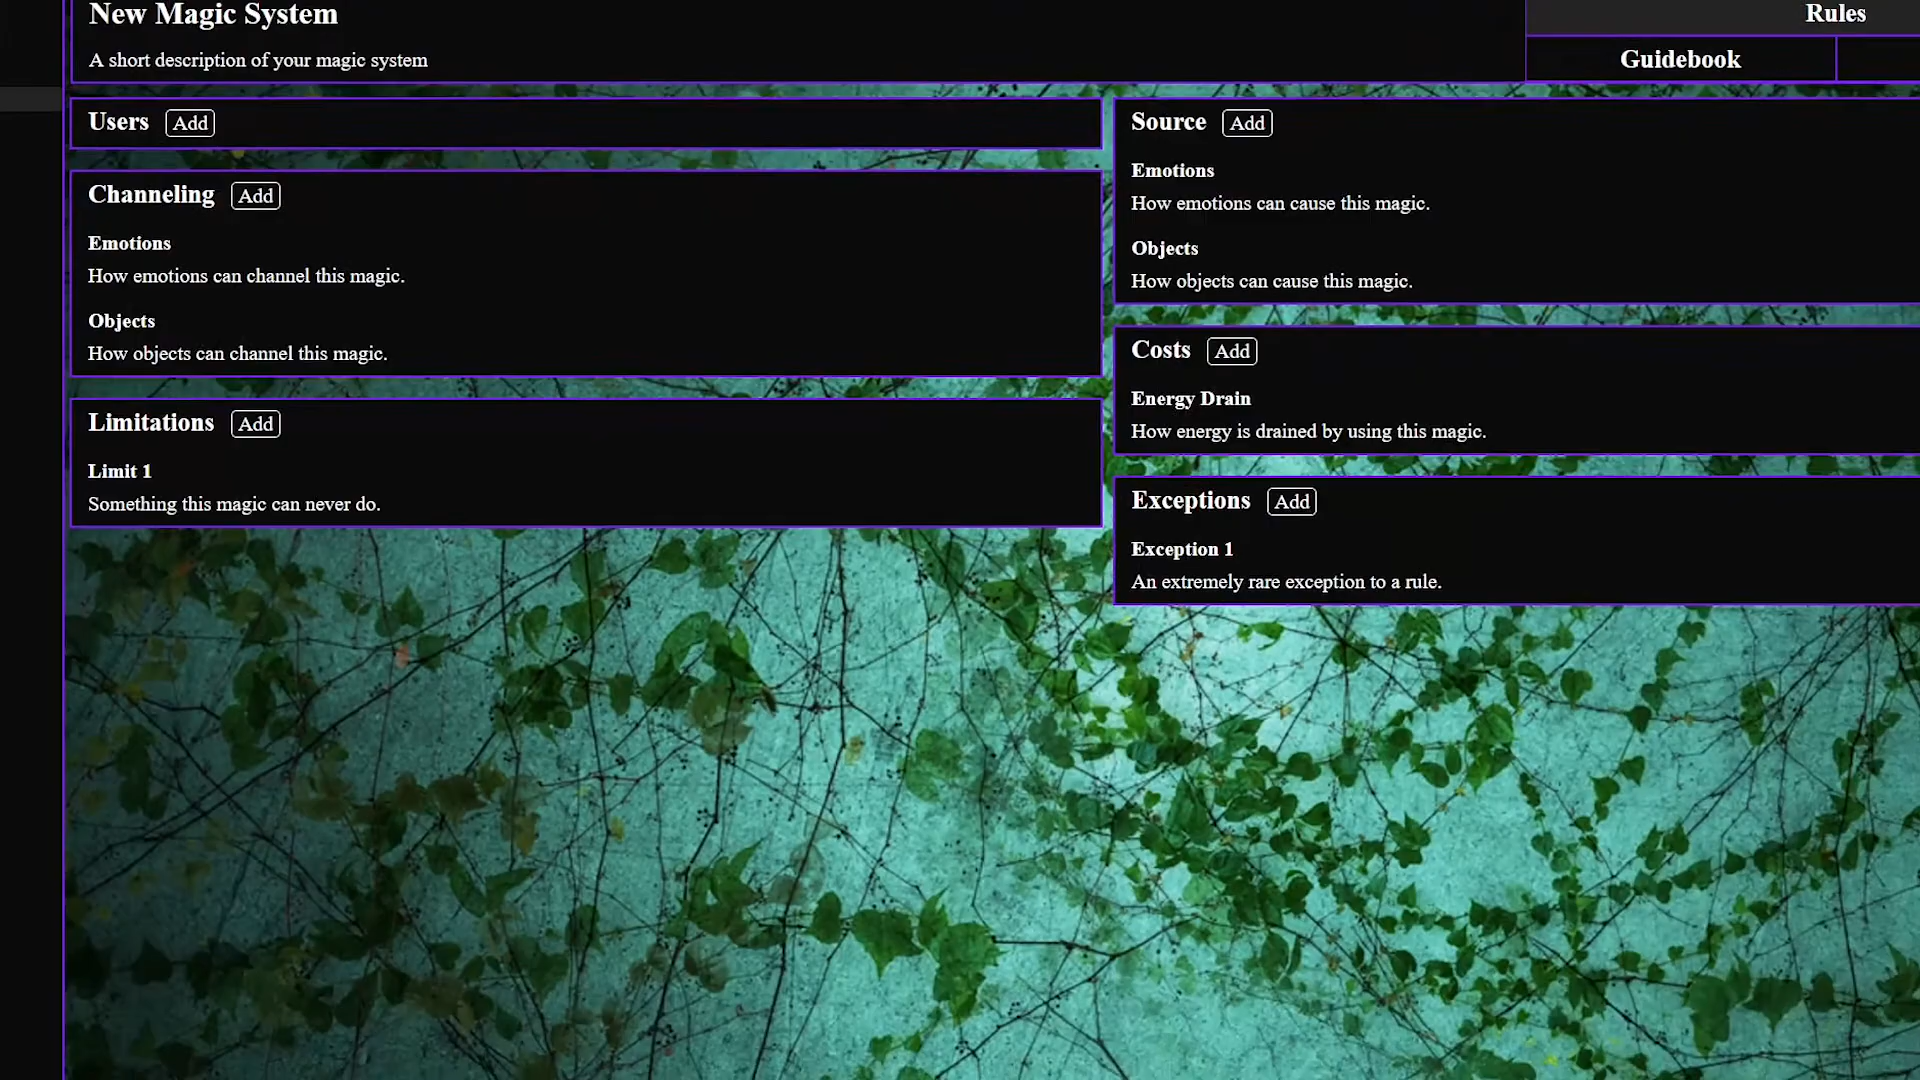 New Magic System
A short description of your magic system
Rules
Guidebook
Users Add
Channeling Add
Emotions
How emotions can channel this magic.
Objects
How objects can channel this magic.
Limitations Add
Limit 1
Something this magic can never do.
Source Add
Emotions
How emotions can cause this magic.
Objects
How objects can cause this magic.
Costs Add
Energy Drain
How energy is drained by using this magic.
Exceptions Add
Exception 1
An extremely rare exception to a rule.